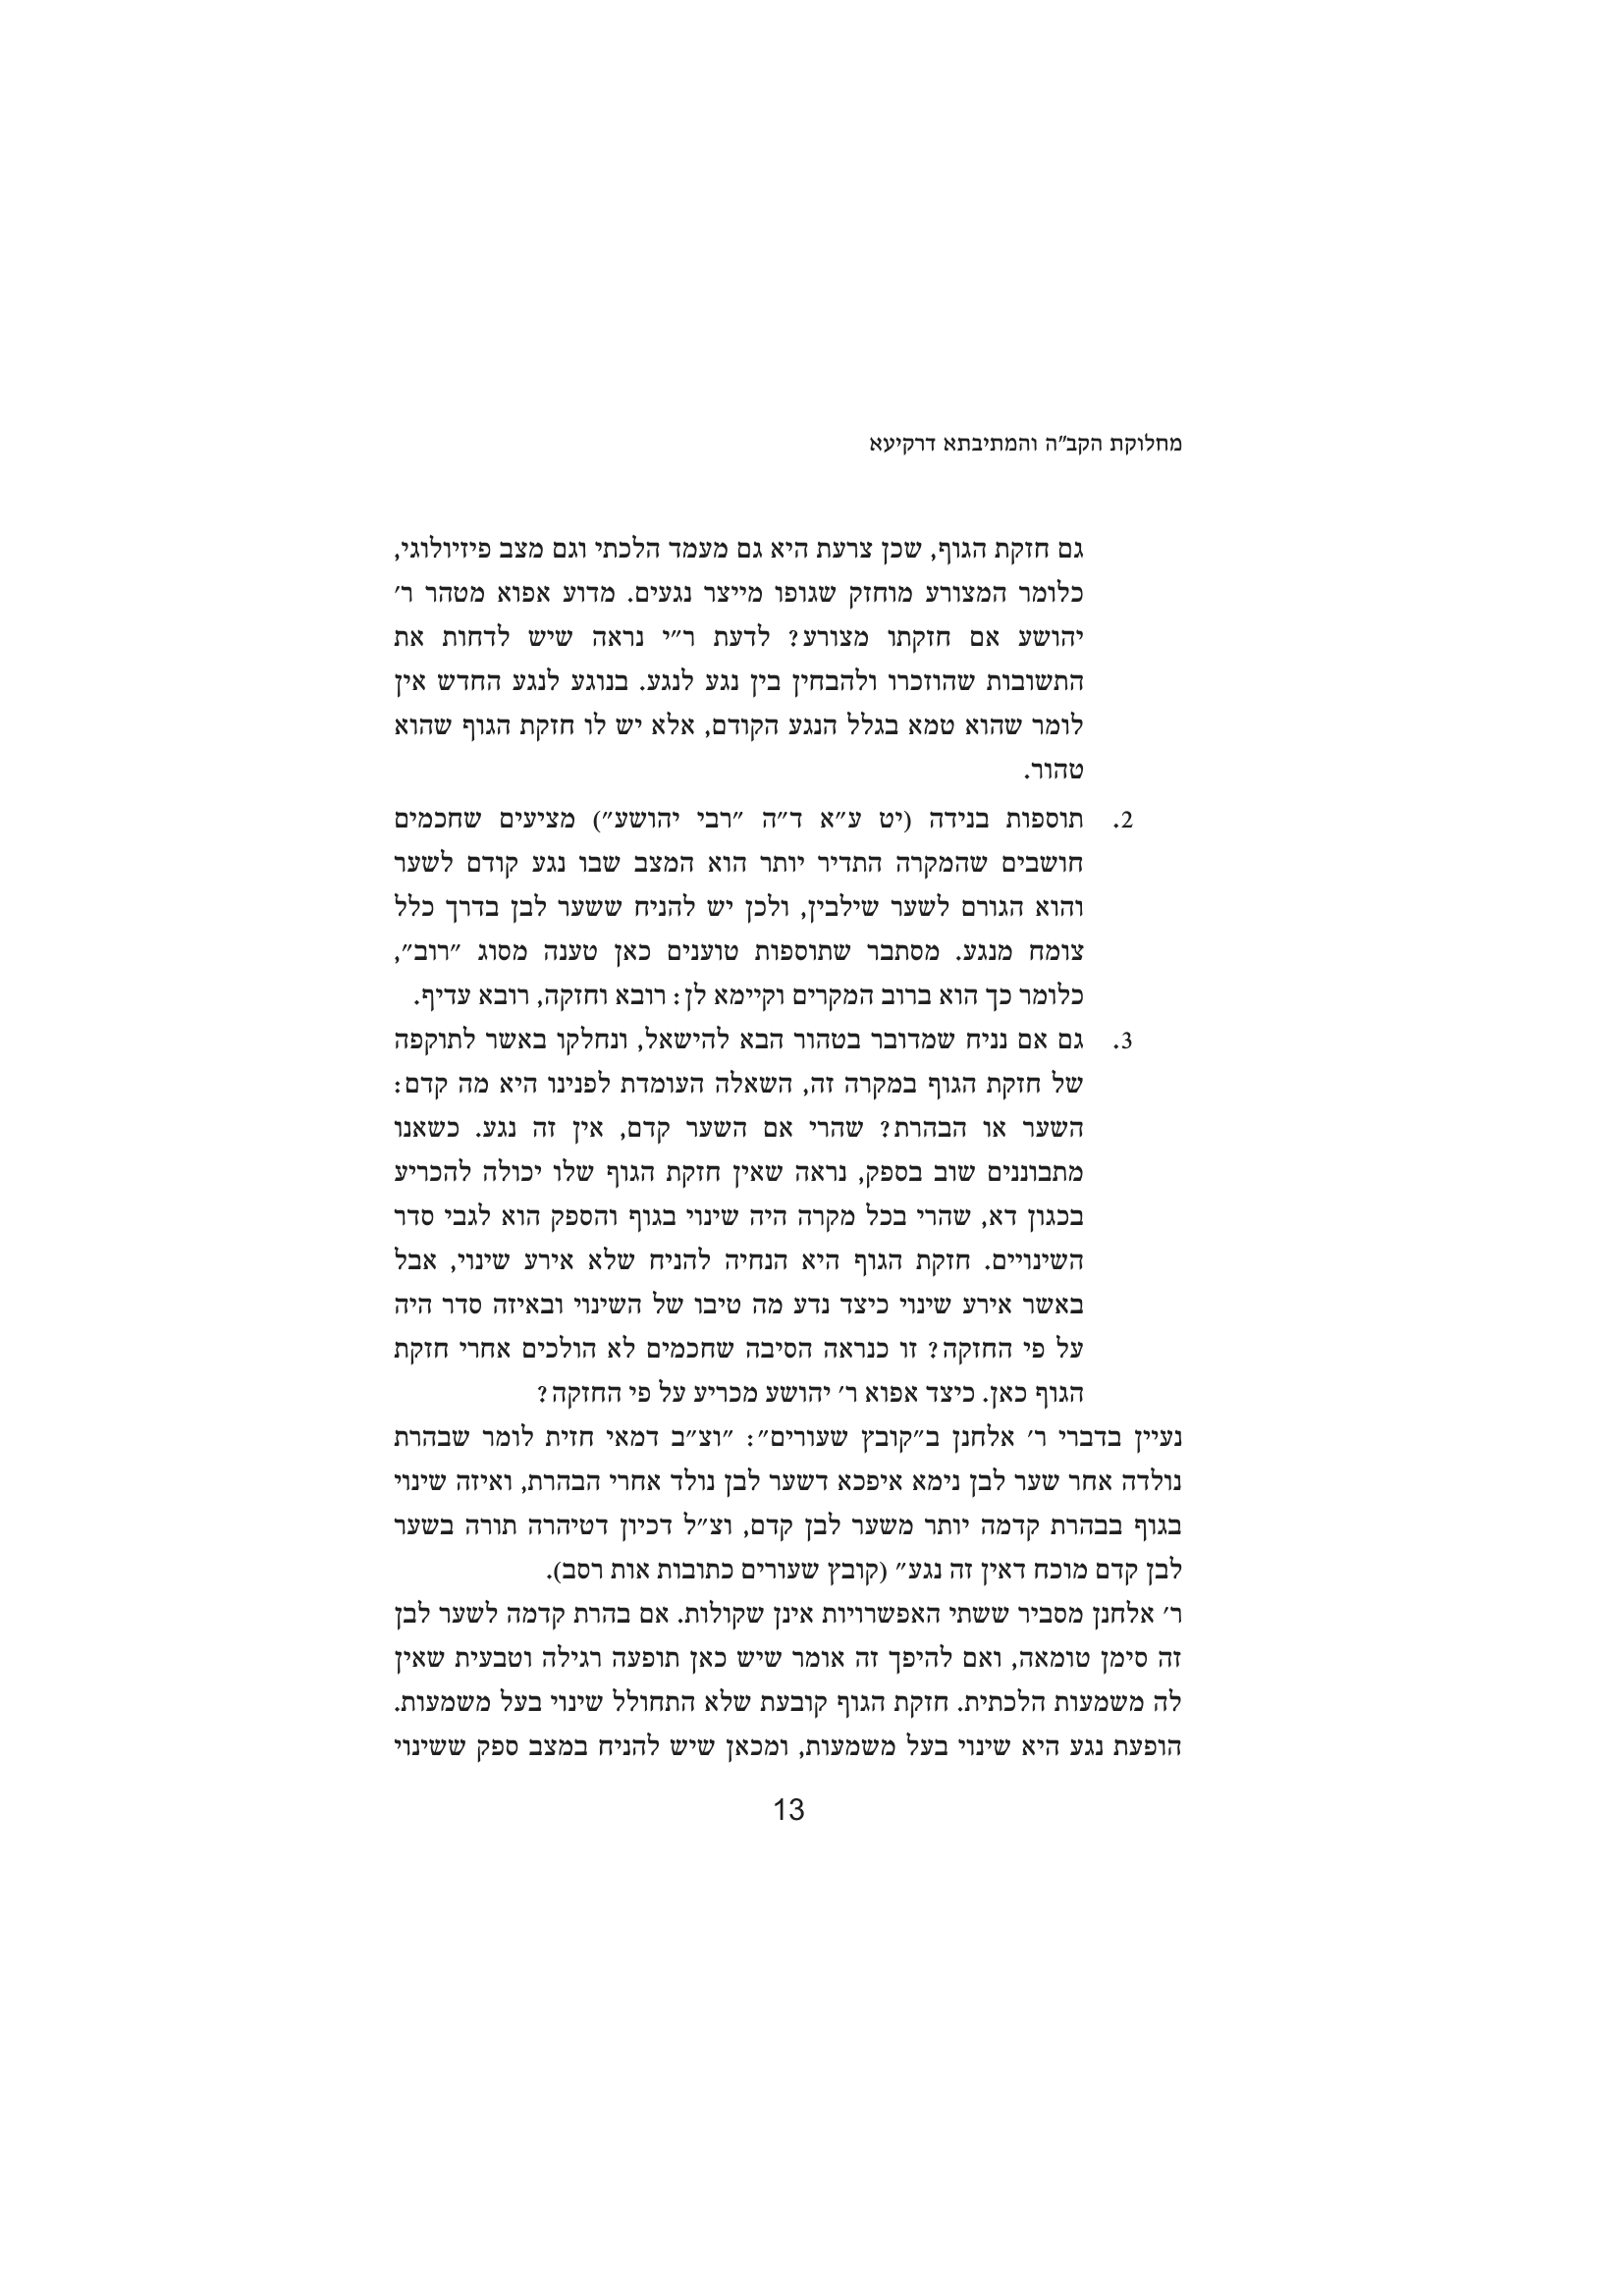 מחלוקת הקב״ה והמתיבתא דרקיעא
גם חזקת הגוף, שכן צרעת היא גם מעמד הלכתי וגם מצב פיזיולוגי,
כלומר המצורע מוחזק שגופו מייצר נגעים. מדוע אפוא מטהר ר׳
יהושע אם חזקתו מצורע? לדעת ר״י נראה שיש לדחות את
התשובות שהוזכרו ולהבחין בין נגע לנגע. בנוגע לנגע החדש אין
לומר שהוא טמא בגלל הנגע הקודם, אלא יש לו חזקת הגוף שהוא
טהור.
2. תוספות בנידה (יט ע״א ד״ה ״רבי יהושע״) מציעים שחכמים
חושבים שהמקרה התדיר יותר הוא המצב שבו נגע קודם לשער
והוא הגורם לשער שילבין, ולכן יש להניח ששער לבן בדרך כלל
צומח מנגע. מסתבר שתוספות טוענים כאן טענה מסוג ״רוב״,
כלומר כך הוא ברוב המקרים וקיימא לן: רובא וחזקה, רובא עדיף.
3. גם אם נניח שמדובר בטהור הבא להישאל, ונחלקו באשר לתוקפה
של חזקת הגוף במקרה זה, השאלה העומדת לפנינו היא מה קדם:
השער או הבהרת? שהרי אם השער קדם, אין זה נגע. כשאנו
מתבוננים שוב בספק, נראה שאין חזקת הגוף שלו יכולה להכריע
בכגון דא, שהרי בכל מקרה היה שינוי בגוף והספק הוא לגבי סדר
השינויים. חזקת הגוף היא הנחיה להניח שלא אירע שינוי, אבל
באשר אירע שינוי כיצד נדע מה טיבו של השינוי ובאיזה סדר היה
על פי החזקה? זו כנראה הסיבה שחכמים לא הולכים אחרי חזקת
הגוף כאן. כיצד אפוא ר׳ יהושע מכריע על פי החזקה?
נעיין בדברי ר׳ אלחנן ב״קובץ שעורים״: ״וצ״ב דמאי חזית לומר שבהרת
נולדה אחר שער לבן נימא איפכא דשער לבן נולד אחרי הבהרת, ואיזה שינוי
בגוף בבהרת קדמה יותר משער לבן קדם, וצ״ל דכיון דטיהרה תורה בשער
לבן קדם מוכח דאין זה נגע״ (קובץ שעורים כתובות אות רסב).
ר׳ אלחנן מסביר ששתי האפשרויות אינן שקולות. אם בהרת קדמה לשער לבן
זה סימן טומאה, ואם להיפך זה אומר שיש כאן תופעה רגילה וטבעית שאין
לה משמעות הלכתית. חזקת הגוף קובעת שלא התחולל שינוי בעל משמעות.
הופעת נגע היא שינוי בעל משמעות, ומכאן שיש להניח במצב ספק ששינוי
13